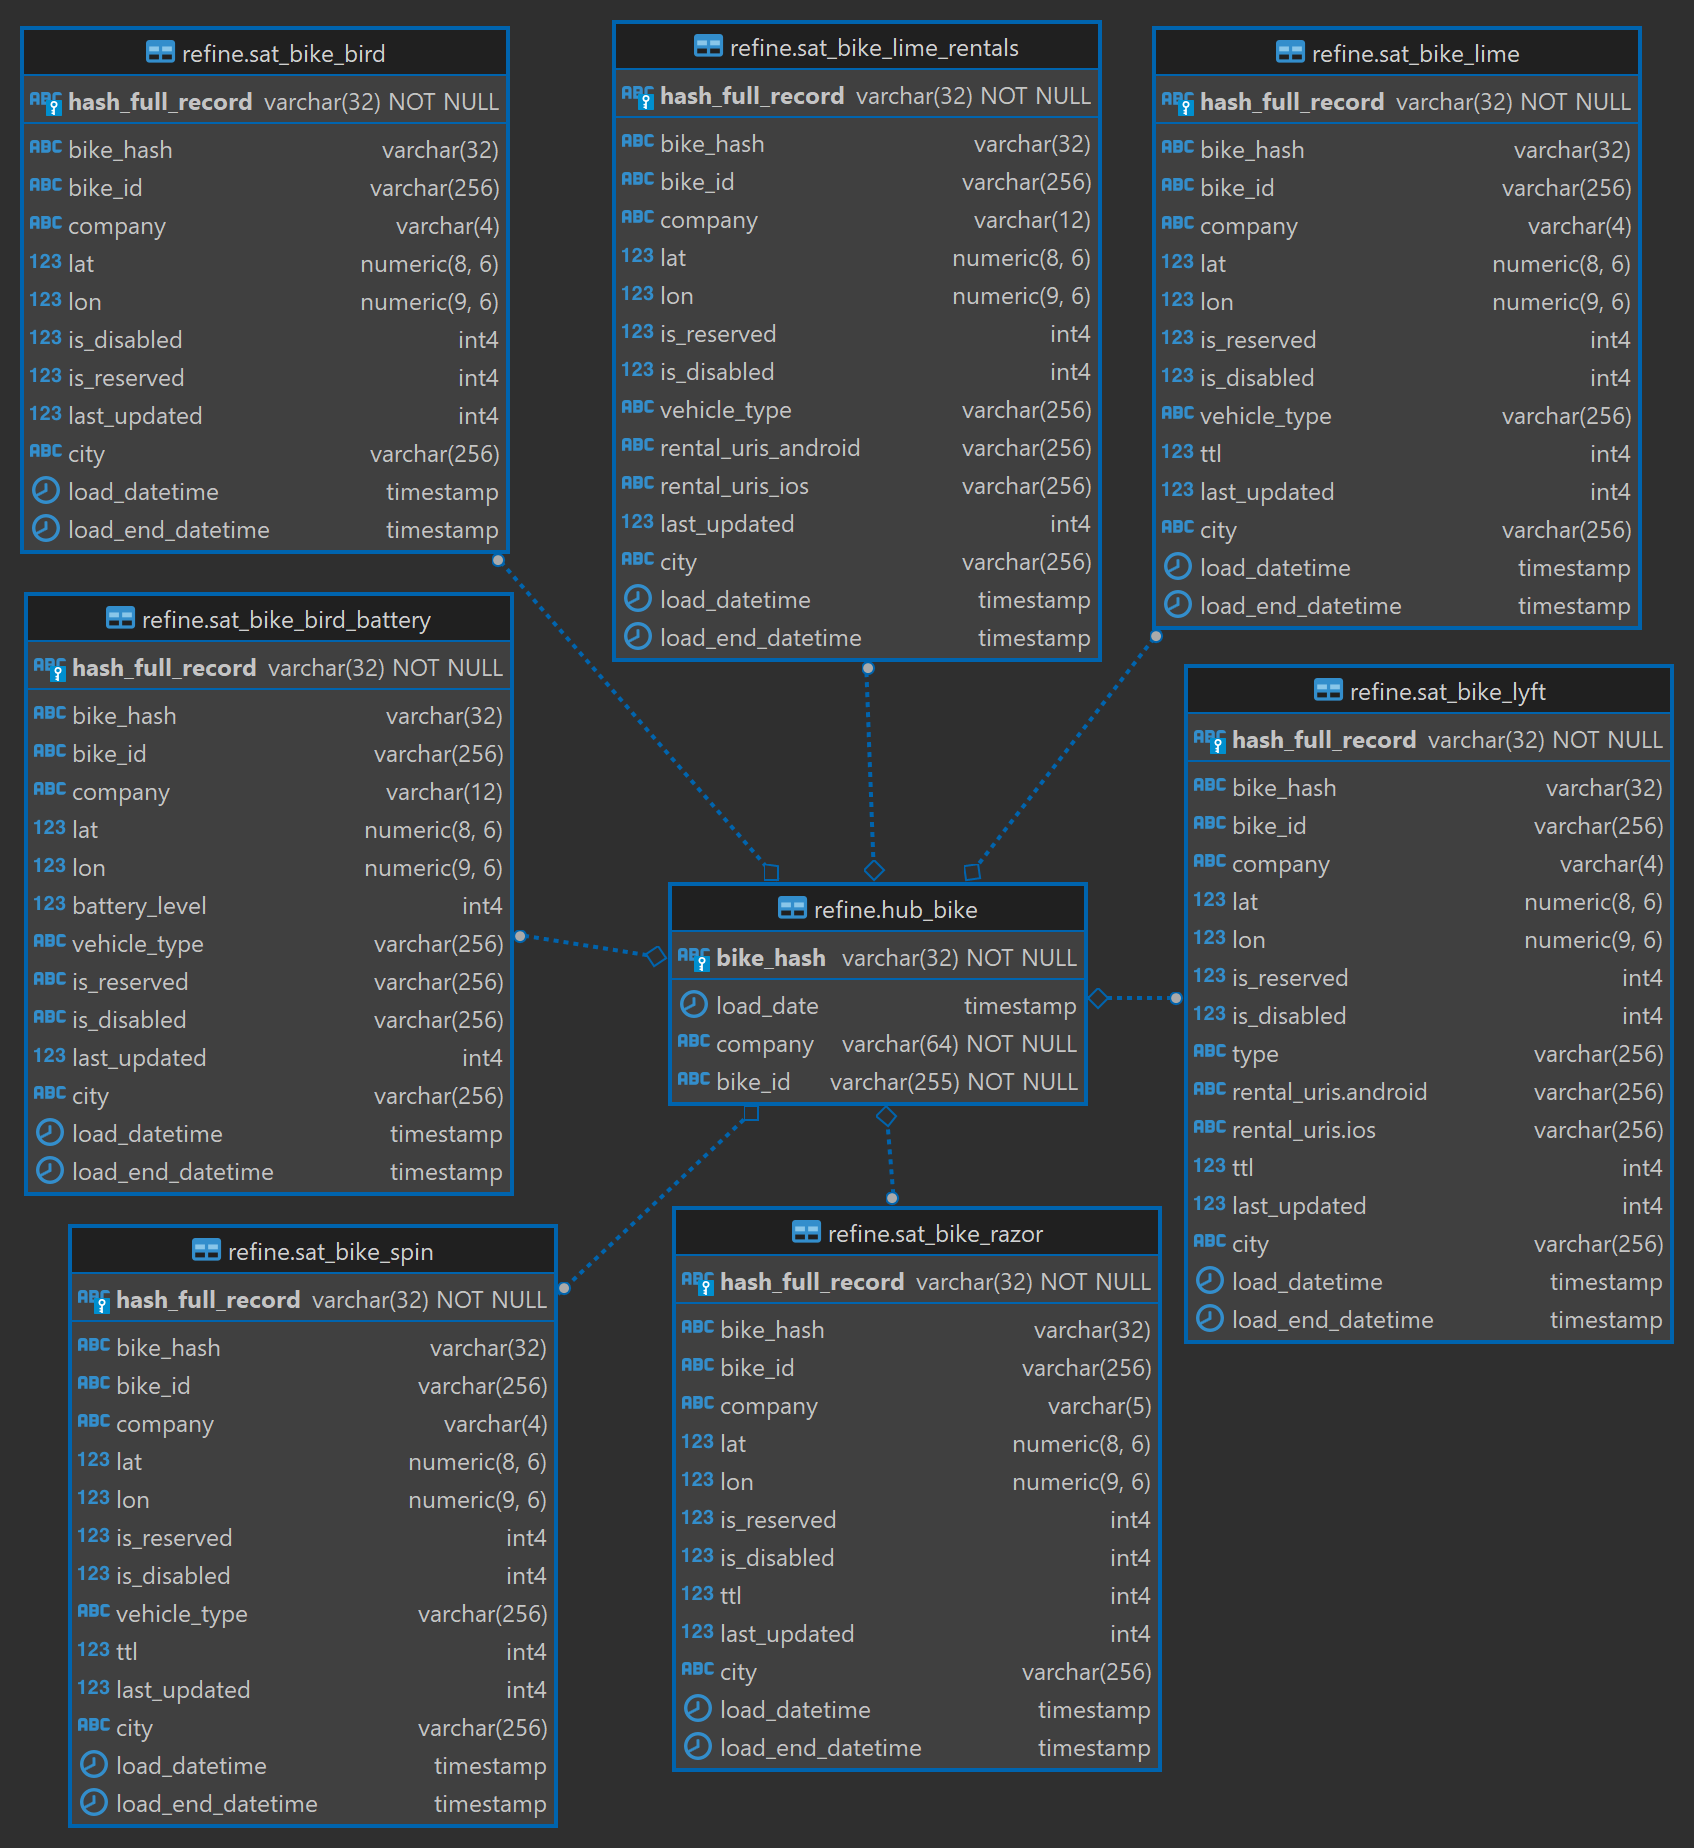 refine.sat_bike_bird
ABC hash_full_record varchar(32) NOT NULL
ABC bike_hash varchar(32)
ABC bike_id varchar(256)
ABC company varchar(4)
123 lat numeric(8, 6)
123 lon numeric(9, 6)
123 is_disabled int4
123 is_reserved int4
123 last_updated int4
ABC city varchar(256)
load_datetime timestamp
load_end_datetime timestamp
refine.sat_bike_lime_rentals
ABC hash_full_record varchar(32) NOT NULL
ABC bike_hash varchar(32)
ABC bike_id varchar(256)
ABC company varchar(12)
123 lat numeric(8, 6)
123 lon numeric(9, 6)
123 is_reserved int4
123 is_disabled int4
ABC vehicle_type varchar(256)
ABC rental_uris_android varchar(256)
ABC rental_uris_ios varchar(256)
123 last_updated int4
ABC city varchar(256)
load_datetime timestamp
load_end_datetime timestamp
refine.sat_bike_lime
ABC hash_full_record varchar(32) NOT NULL
ABC bike_hash varchar(32)
ABC bike_id varchar(256)
ABC company varchar(4)
123 lat numeric(8, 6)
123 lon numeric(9, 6)
123 is_reserved int4
123 is_disabled int4
ABC vehicle_type varchar(256)
123 ttl int4
123 last_updated int4
ABC city varchar(256)
load_datetime timestamp
load_end_datetime timestamp
refine.sat_bike_bird_battery
ABC hash_full_record varchar(32) NOT NULL
ABC bike_hash varchar(32)
ABC bike_id varchar(256)
ABC company varchar(12)
123 lat numeric(8, 6)
123 lon numeric(9, 6)
123 battery_level int4
ABC vehicle_type varchar(256)
ABC is_reserved varchar(256)
ABC is_disabled varchar(256)
123 last_updated int4
ABC city varchar(256)
load_datetime timestamp
load_end_datetime timestamp
refine.hub_bike
ABC bike_hash varchar(32) NOT NULL
load_date timestamp
ABC company varchar(64) NOT NULL
ABC bike_id varchar(255) NOT NULL
refine.sat_bike_lyft
ABC hash_full_record varchar(32) NOT NULL
ABC bike_hash varchar(32)
ABC bike_id varchar(256)
ABC company varchar(4)
123 lat numeric(8, 6)
123 lon numeric(9, 6)
123 is_reserved int4
123 is_disabled int4
ABC type varchar(256)
ABC rental_uris.android varchar(256)
ABC rental_uris.ios varchar(256)
123 ttl int4
123 last_updated int4
ABC city varchar(256)
load_datetime timestamp
load_end_datetime timestamp
refine.sat_bike_spin
ABC hash_full_record varchar(32) NOT NULL
ABC bike_hash varchar(32)
ABC bike_id varchar(256)
ABC company varchar(4)
123 lat numeric(8, 6)
123 lon numeric(9, 6)
123 is_reserved int4
123 is_disabled int4
ABC vehicle_type varchar(256)
123 ttl int4
123 last_updated int4
ABC city varchar(256)
load_datetime timestamp
load_end_datetime timestamp
refine.sat_bike_razor
ABC hash_full_record varchar(32) NOT NULL
ABC bike_hash varchar(32)
ABC bike_id varchar(256)
ABC company varchar(5)
123 lat numeric(8, 6)
123 lon numeric(9, 6)
123 is_reserved int4
123 is_disabled int4
123 ttl int4
123 last_updated int4
ABC city varchar(256)
load_datetime timestamp
load_end_datetime timestamp